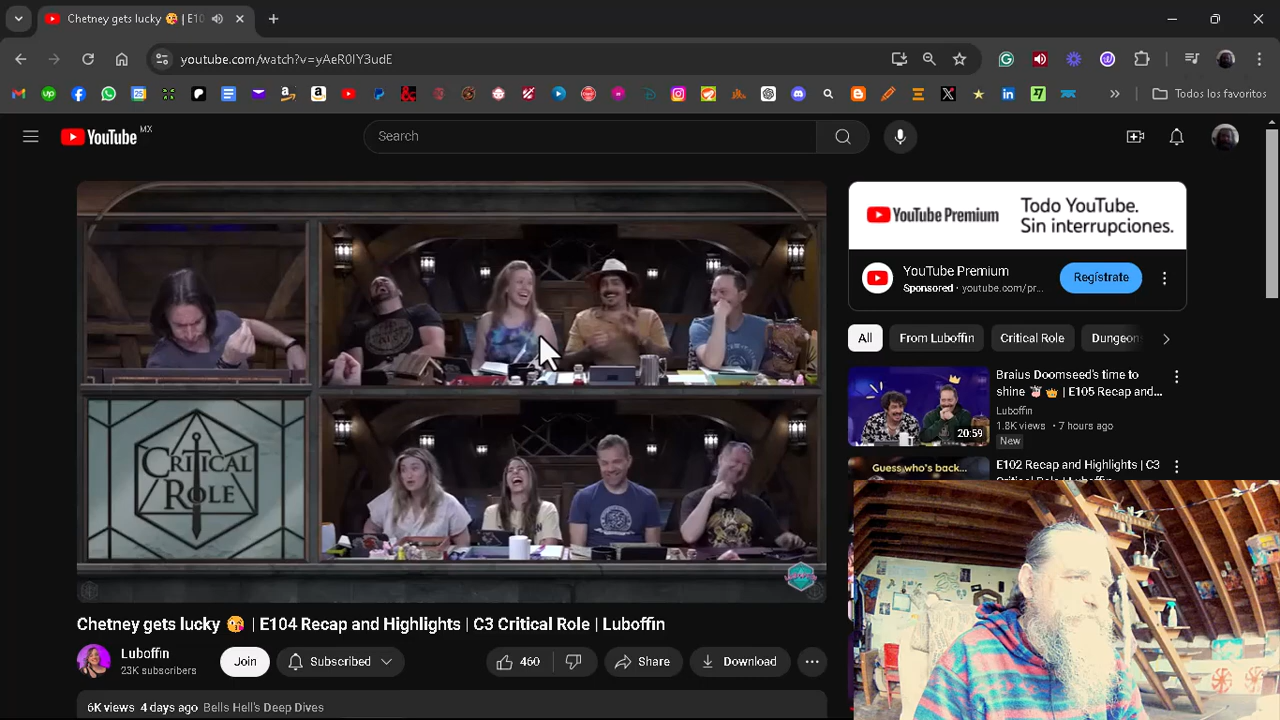 Chetney gets lucky 😘 | E10
youtube.com/watch?v=yAeR0lY3udE
Todos los favoritos
YouTube MX
Search
CRITICAL
ROLE
YouTube Premium
Todo YouTube.
Sin interrupciones.
YouTube Premium
Sponsored · youtube.com/pr...
Regístrate
All
From Luboffin
Critical Role
Dungeon
Braius Doomseed's time to
shine 🐮 👑 | E105 Recap and...
Luboffin
1.8K views • 7 hours ago
New
20:59
Guess who's back...
E102 Recap and Highlights | C3
Chetney gets lucky 😘 | E104 Recap and Highlights | C3 Critical Role | Luboffin
Luboffin
23K subscribers
Join
Subscribed
460
Share
Download
6K views 4 days ago Bells Hell's Deep Dives